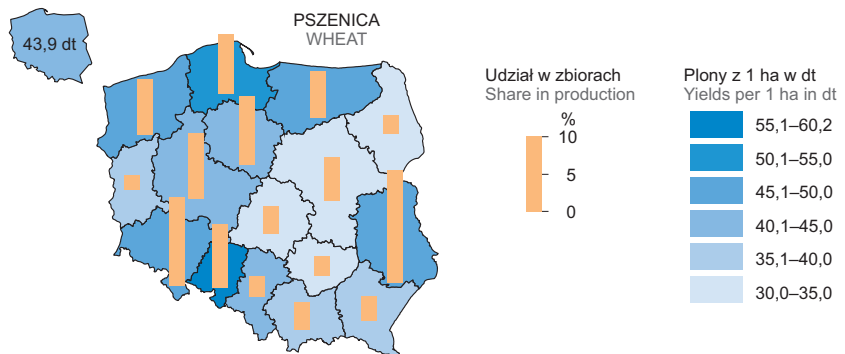 PSZENICA
WHEAT
43,9 dt
Udział w zbiorach
Share in production
%
10
5
0
Plony z 1 ha w dt
Yields per 1 ha in dt
55,1–60,2
50,1–55,0
45,1–50,0
40,1–45,0
35,1–40,0
30,0–35,0